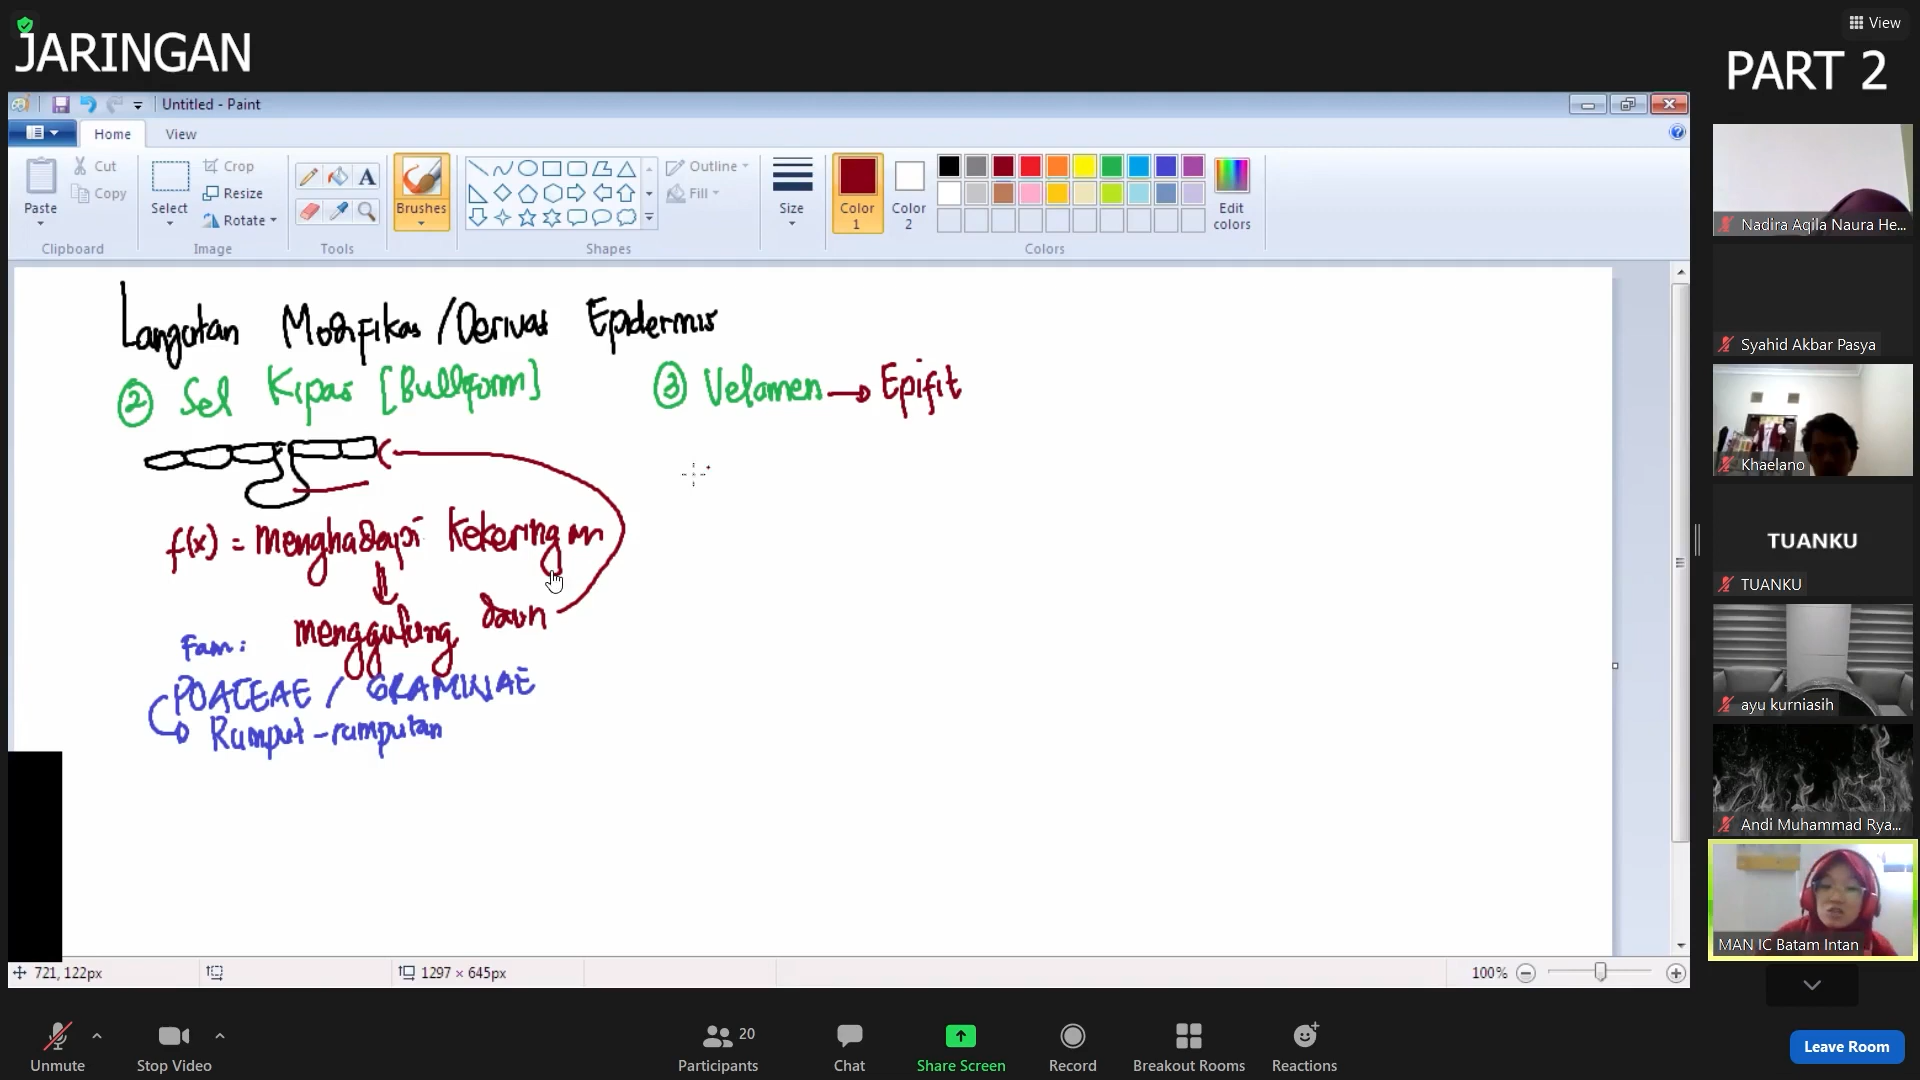 JARINGAN
View
PART 2
Untitled - Paint
Home View
Cut
Copy
Paste
Clipboard
Crop
Resize
Rotate
Select
Image
Tools
Brushes
Outline
Fill
Shapes
Size
Color 1
Color 2
Edit colors
Colors
Langutan Modifikas / Derivat Epidermis
② Sel Kipas [Bulliform]
③ Velamen → Epifit
f(x) = menghadapi Kekeringan
menggulung daun
Fam:
POACEAE / GRAMINAE
Rumput-rumputan
721, 122px
1297 × 645px
100%
Nadira Aqila Naura He...
Syahid Akbar Pasya
Khaelano
TUANKU
TUANKU
ayu kurniasih
Andi Muhammad Rya...
MAN IC Batam Intan
Unmute
Stop Video
20
Participants
Chat
Share Screen
Record
Breakout Rooms
Reactions
Leave Room